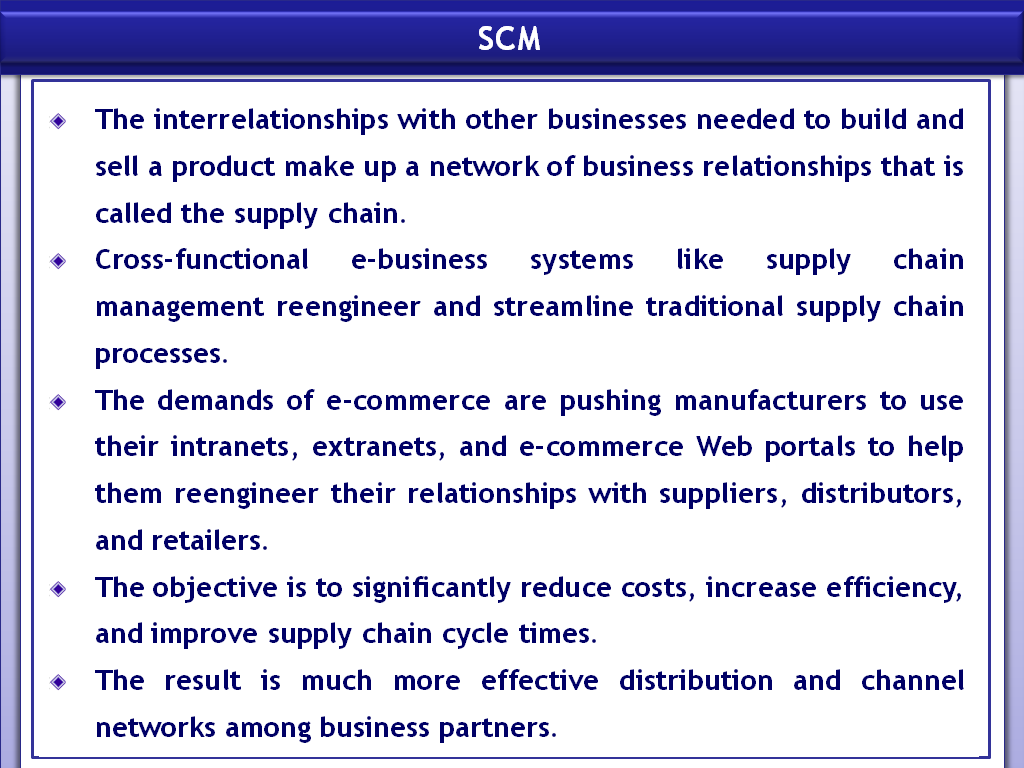 SCM
The interrelationships with other businesses needed to build and
sell a product make up a network of business relationships that is
called the supply chain.
Cross-functional e-business systems like supply chain
management reengineer and streamline traditional supply chain
processes.
The demands of e-commerce are pushing manufacturers to use
their intranets, extranets, and e-commerce Web portals to help
them reengineer their relationships with suppliers, distributors,
and retailers.
The objective is to significantly reduce costs, increase efficiency,
and improve supply chain cycle times.
The result is much more effective distribution and channel
networks among business partners.